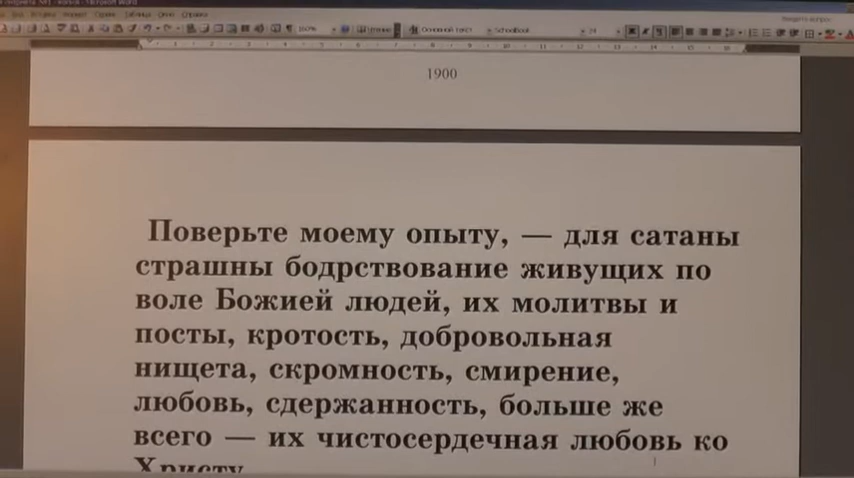 1900
Поверьте моему опыту, — для сатаны
страшны бодрствование живущих по
воле Божией людей, их молитвы и
посты, кротость, добровольная
нищета, скромность, смирение,
любовь, сдержанность, больше же
всего — их чистосердечная любовь ко
Христу